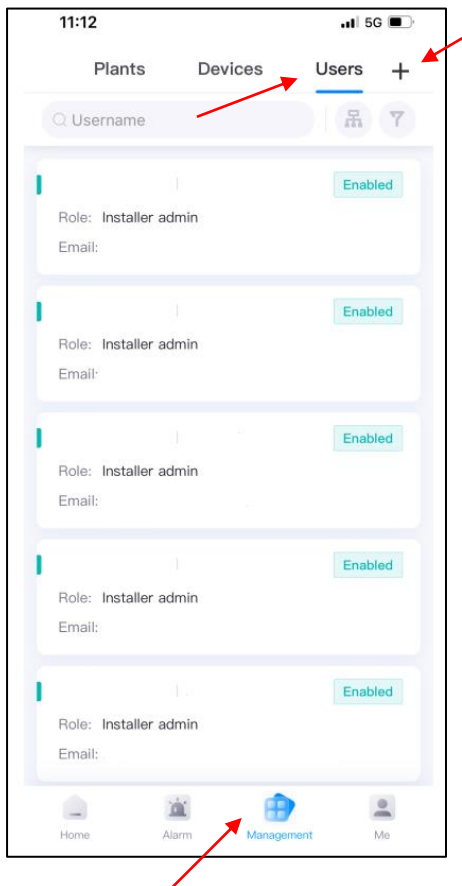 11:12 5G
Plants Devices Users +
Username
Enabled
Role: Installer admin
Email:
Enabled
Role: Installer admin
Email:
Enabled
Role: Installer admin
Email:
Enabled
Role: Installer admin
Email:
Enabled
Role: Installer admin
Email:
Home Alarm Management Me